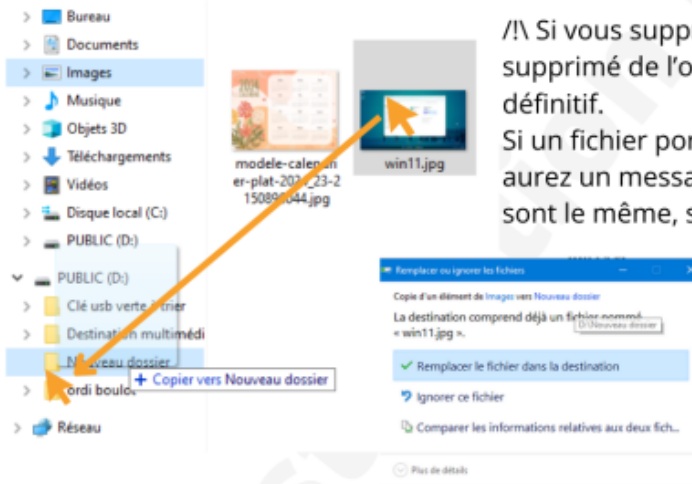 Bureau
Documents
Images
Musique
Objets 3D
Téléchargements
Vidéos
Disque local (C:)
PUBLIC (D:)
PUBLIC (D:)
Clé usb verte à trier
Destination multimédi
Nouveau dossier
ordi boulot
Réseau
+ Copier vers Nouveau dossier
win11.jpg
/!\ Si vous supp
supprimé de l'o
définitif.
Si un fichier por
aurez un messa
sont le même, s
Remplacer ou ignorer les fichiers
Copie d'un élément de Images vers Nouveau dossier
La destination comprend déjà un fichier nommé
« win11.jpg ».
D:\Nouveau dossier
Remplacer le fichier dans la destination
Ignorer ce fichier
Comparer les informations relatives aux deux fich...
Plus de détails